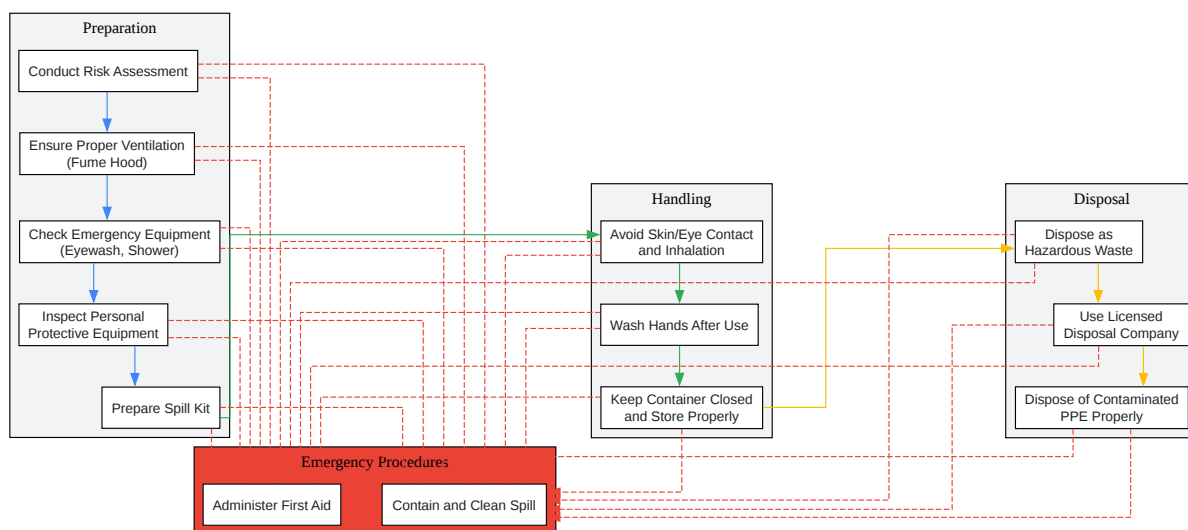 Preparation
Conduct Risk Assessment
Ensure Proper Ventilation
(Fume Hood)
Check Emergency Equipment
(Eyewash, Shower)
Inspect Personal
Protective Equipment
Prepare Spill Kit
Handling
Avoid Skin/Eye Contact
and Inhalation
Wash Hands After Use
Keep Container Closed
and Store Properly
Disposal
Dispose as
Hazardous Waste
Use Licensed
Disposal Company
Dispose of Contaminated
PPE Properly
Emergency Procedures
Administer First Aid
Contain and Clean Spill